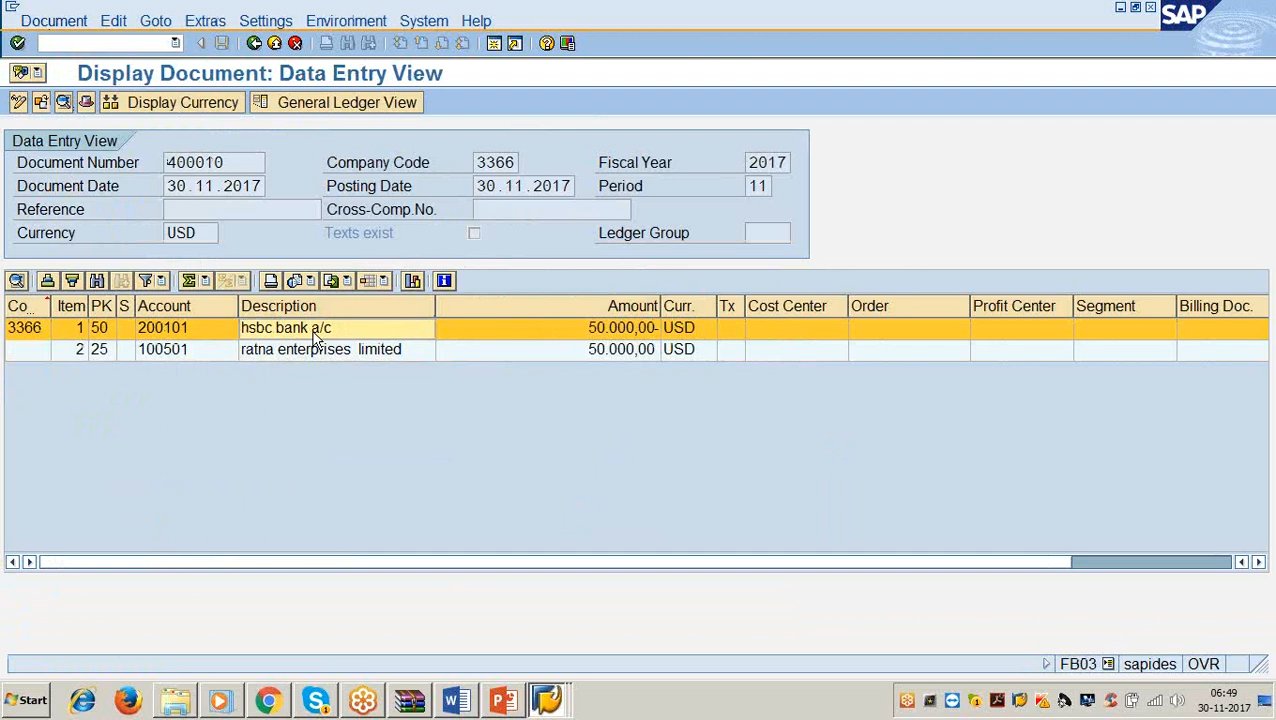 Document Edit Goto Extras Settings Environment System Help
SAP
Display Document: Data Entry View
Display Currency General Ledger View
Data Entry View
Document Number 400010 Company Code 3366 Fiscal Year 2017
Document Date 30.11.2017 Posting Date 30.11.2017 Period 11
Reference Cross-Comp.No.
Currency USD Texts exist Ledger Group
Co... Item PK S Account Description Amount Curr. Tx Cost Center Order Profit Center Segment Billing Doc.
3366 1 50 200101 hsbc bank a/c 50.000,00- USD
2 25 100501 ratna enterprises limited 50.000,00 USD
FB03 sapides OVR
Start 06:49
30-11-2017